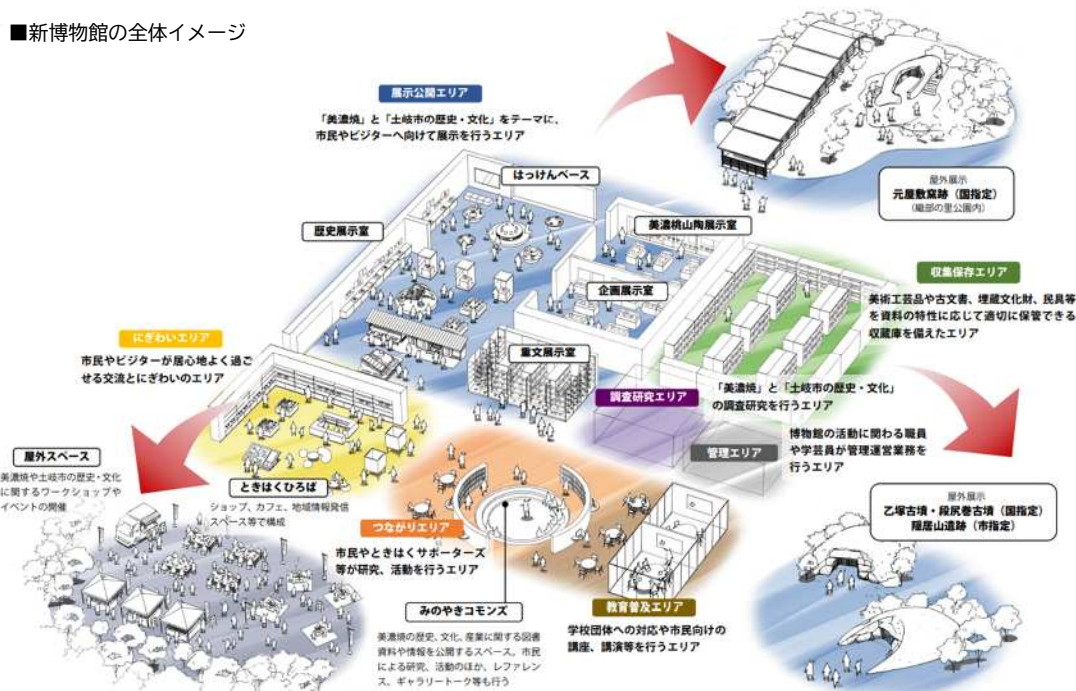 ■新博物館の全体イメージ
展示公開エリア
「美濃焼」と「土岐市の歴史・文化」をテーマに、
市民やビジターへ向けて展示を行うエリア
はっけんベース
歴史展示室
美濃桃山陶展示室
企画展示室
重文展示室
屋外展示
元屋敷窯跡（国指定）
（織部の里公園内）
収集保存エリア
美術工芸品や古文書、埋蔵文化財、民具等
を資料の特性に応じて適切に保管できる
収蔵庫を備えたエリア
にぎわいエリア
市民やビジターが居心地よく過ご
せる交流とにぎわいのエリア
調査研究エリア
「美濃焼」と「土岐市の歴史・文化」
の調査研究を行うエリア
管理エリア
博物館の活動に関わる職員
や学芸員が管理運営業務を
行うエリア
屋外スペース
美濃焼や土岐市の歴史・文化
に関するワークショップや
イベントの開催
ときはくひろば
ショップ、カフェ、地域情報発信
スペース等で構成
つながりエリア
市民やときはくサポーターズ
等が研究、活動を行うエリア
みのやきコモンズ
美濃焼の歴史、文化、産業に関する図書
資料や情報を公開するスペース。市民
による研究、活動のほか、レファレン
ス、ギャラリートーク等も行う
教育普及エリア
学校団体への対応や市民向けの
講座、講演等を行うエリア
屋外展示
乙塚古墳・段尻巻古墳（国指定）
隠居山遺跡（市指定）